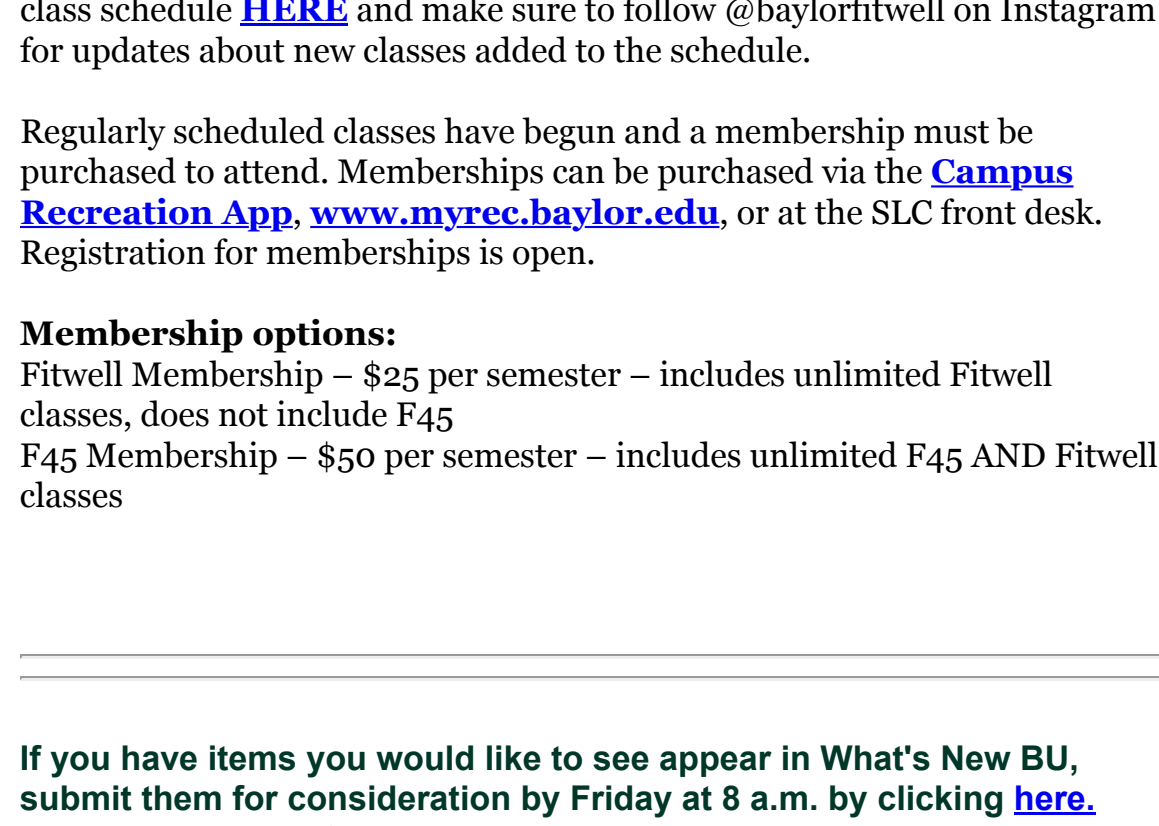 class schedule HERE and make sure to follow @baylorfitwell on Instagram
for updates about new classes added to the schedule.
Regularly scheduled classes have begun and a membership must be
purchased to attend. Memberships can be purchased via the Campus
Recreation App, www.myrec.baylor.edu, or at the SLC front desk.
Registration for memberships is open.
Membership options:
Fitwell Membership – $25 per semester – includes unlimited Fitwell
classes, does not include F45
F45 Membership – $50 per semester – includes unlimited F45 AND Fitwell
classes
If you have items you would like to see appear in What's New BU,
submit them for consideration by Friday at 8 a.m. by clicking here.